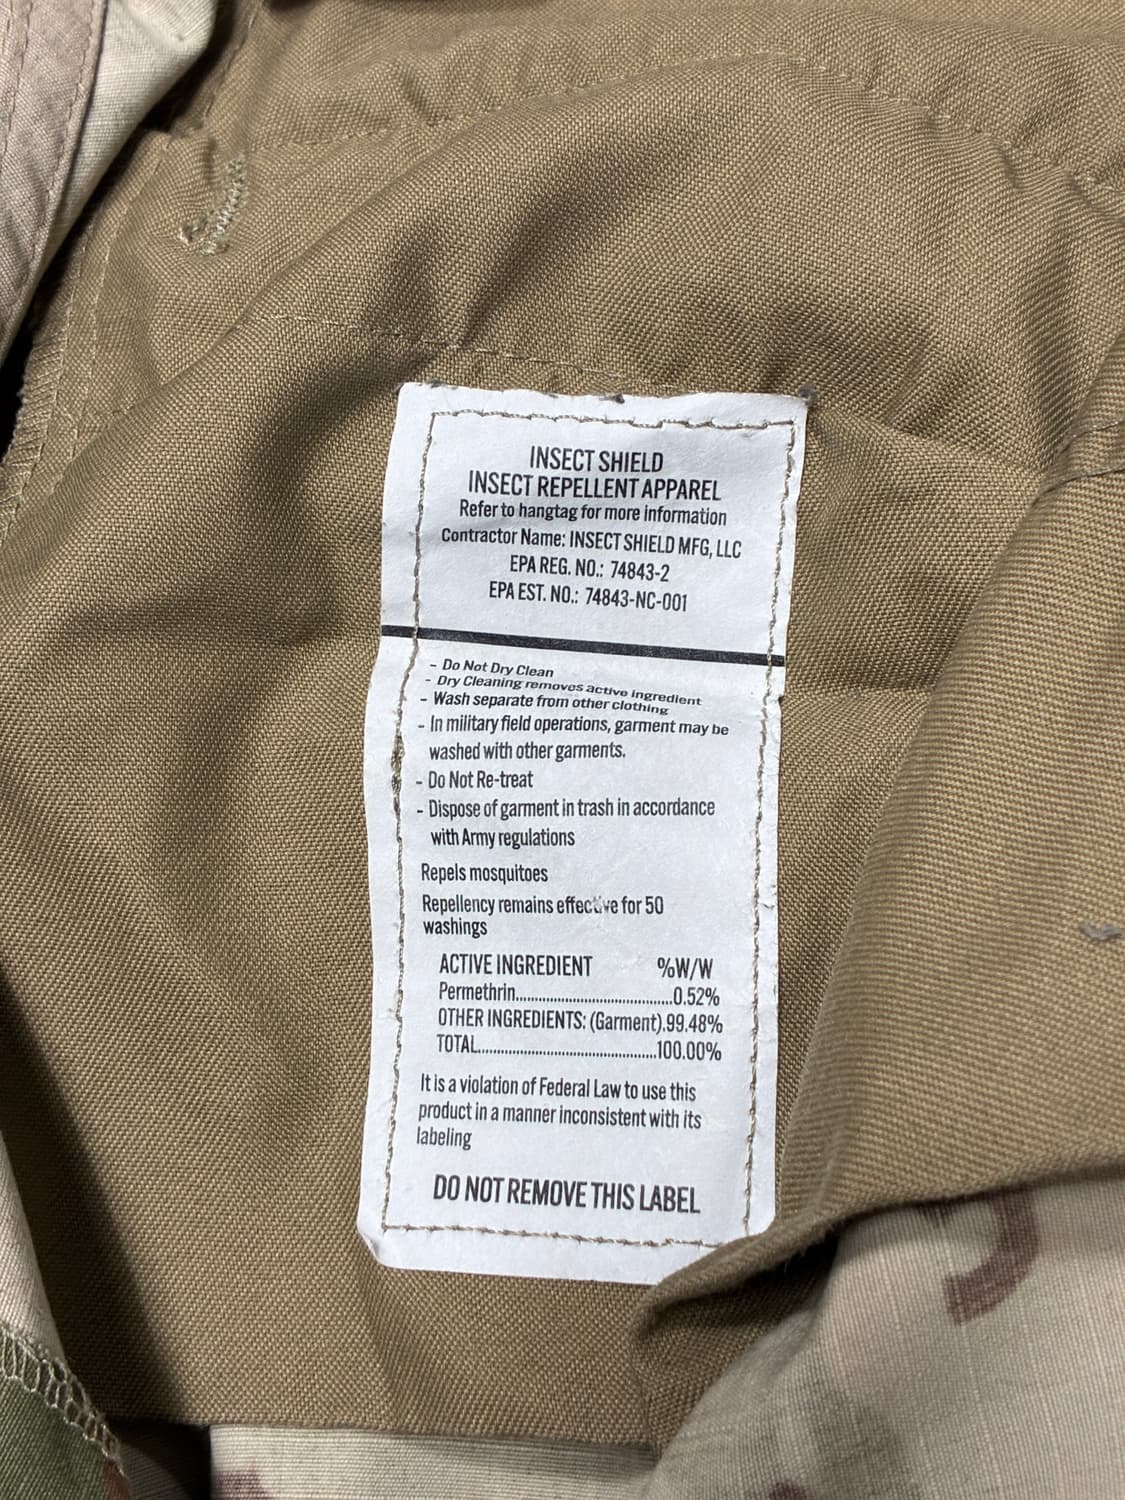 INSECT SHIELD
INSECT REPELLENT APPAREL
Refer to hangtag for more information
Contractor Name: INSECT SHIELD MFG, LLC
EPA REG. NO.: 74843-2
EPA EST. NO.: 74843-NC-001
- Do Not Dry Clean
- Dry Cleaning removes active ingredient
- Wash separate from other clothing
- In military field operations, garment may be
washed with other garments.
- Do Not Re-treat
- Dispose of garment in trash in accordance
with Army regulations
Repels mosquitoes
Repellency remains effective for 50
washings
ACTIVE INGREDIENT %W/W
Permethrin........................................0.52%
OTHER INGREDIENTS: (Garment).99.48%
TOTAL.............................................100.00%
It is a violation of Federal Law to use this
product in a manner inconsistent with its
labeling
DO NOT REMOVE THIS LABEL